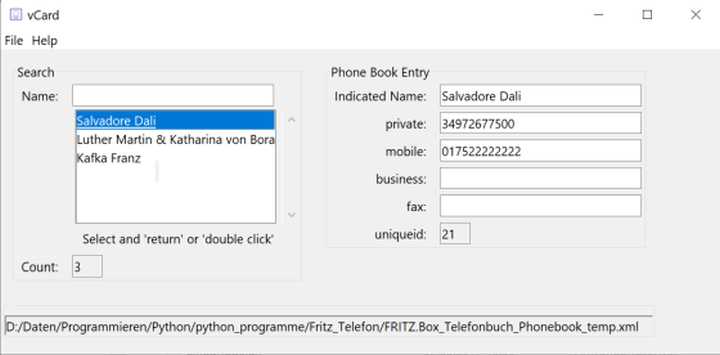 vCard
File Help
Search
Name:
Salvadore Dali
Luther Martin & Katharina von Bora
Kafka Franz
Select and 'return' or 'double click'
Count: 3
Phone Book Entry
Indicated Name: Salvadore Dali
private: 34972677500
mobile: 017522222222
business:
fax:
uniqueid: 21
D:/Daten/Programmieren/Python/python_programme/Fritz_Telefon/FRITZ.Box_Telefonbuch_Phonebook_temp.xml